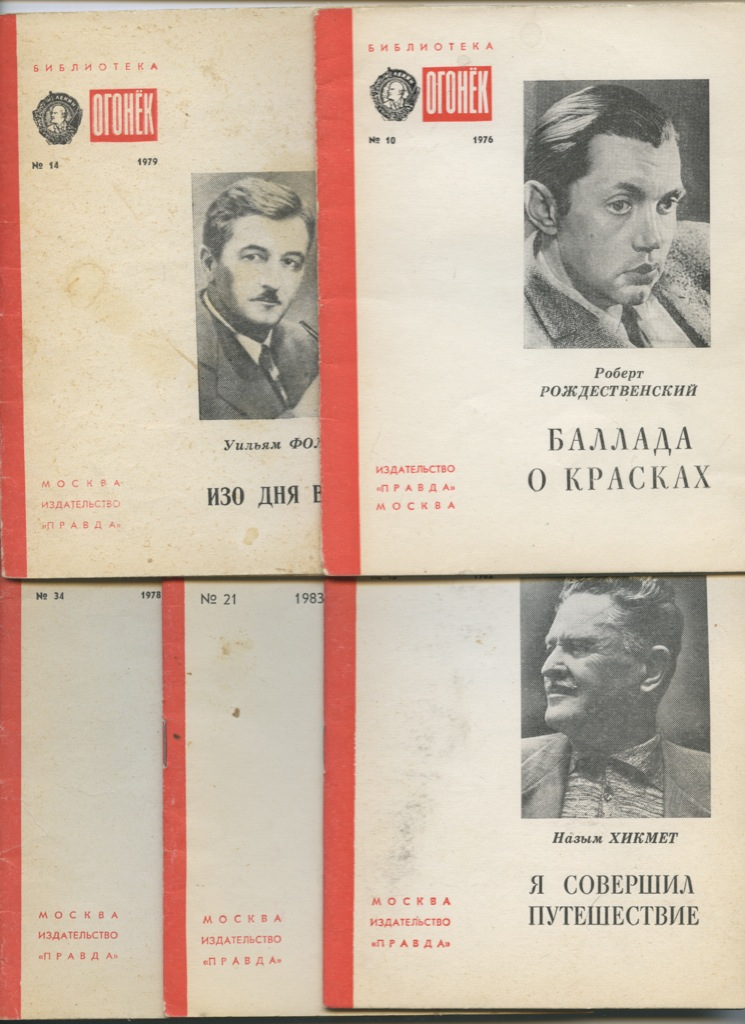 БИБЛИОТЕКА
ОГОНЁК
№ 14 1979
Уильям
ИЗО ДНЯ
МОСКВА
ИЗДАТЕЛЬСТВО
«ПРАВДА»
БИБЛИОТЕКА
ОГОНЁК
№ 10 1976
Роберт
РОЖДЕСТВЕНСКИЙ
БАЛЛАДА
О КРАСКАХ
ИЗДАТЕЛЬСТВО
«ПРАВДА»
МОСКВА
№ 34 1978
МОСКВА
ИЗДАТЕЛЬСТВО
«ПРАВДА»
№ 21 1983
МОСКВА
ИЗДАТЕЛЬСТВО
«ПРАВДА»
Назым ХИКМЕТ
Я СОВЕРШИЛ
ПУТЕШЕСТВИЕ
МОСКВА
ИЗДАТЕЛЬСТВО
«ПРАВДА»